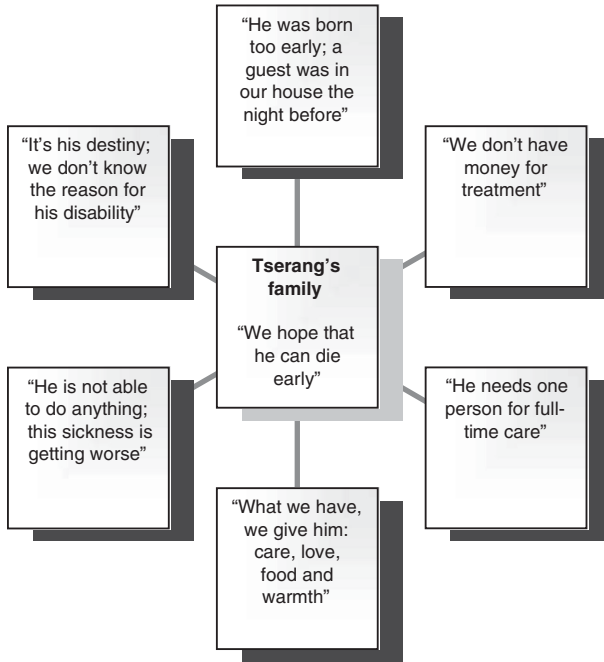 “He was born
too early; a
guest was in
our house the
night before”
“It’s his destiny;
we don’t know
the reason for
his disability”
“We don’t have
money for
treatment”
Tserang’s
family
“We hope that
he can die
early”
“He is not able
to do anything;
this sickness is
getting worse”
“He needs one
person for full-
time care”
“What we have,
we give him:
care, love,
food and
warmth”